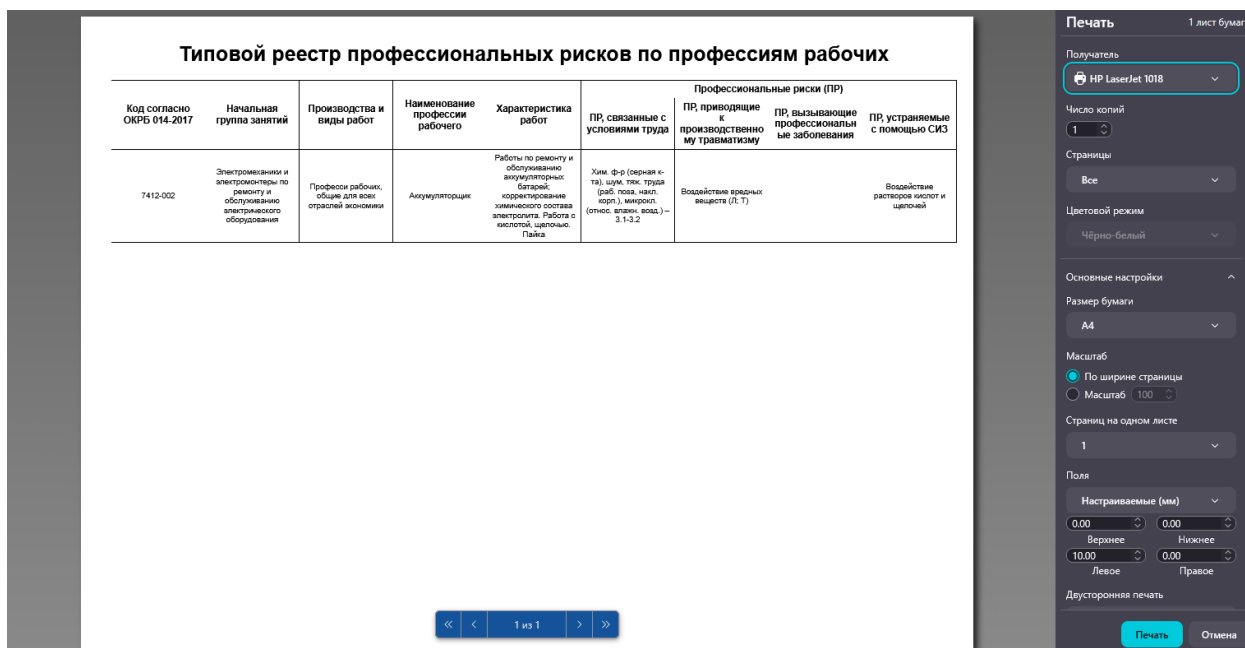 Типовой реестр профессиональных рисков по профессиям рабочих
Профессиональные риски (ПР)
Код согласно
ОКРБ 014-2017
Начальная
группа занятий
Производства и
виды работ
Наименование
профессии
рабочего
Характеристика
работ
ПР, связанные с
условиями труда
ПР, приводящие
к
производственно
му травматизму
ПР, вызывающие
профессиональн
ые заболевания
ПР, устраняемые
с помощью СИЗ
7412-002
Электромеханики и
электромонтеры по
ремонту и
обслуживанию
электрического
оборудования
Професси рабочих,
общие для всех
отраслей экономики
Аккумуляторщик
Работы по ремонту и
обслуживанию
аккумуляторных
батарей;
корректирование
химического состава
электролита. Работа с
кислотой, щелочью.
Пайка
Хим. ф-р (серная к-
та), шум, тяж. труда
(раб. поза, накл.
корп.), микрокл.
(относ. влажн. возд.) –
3.1-3.2
Воздействие вредных
веществ (Л; Т)
Воздействие
растворов кислот и
щелочей
« ‹ 1 из 1 › »
Печать 1 лист бумаг
Получатель
HP LaserJet 1018
Число копий
1
Страницы
Все
Цветовой режим
Чёрно-белый
Основные настройки
Размер бумаги
A4
Масштаб
По ширине страницы
Масштаб 100
Страниц на одном листе
1
Поля
Настраиваемые (мм)
0.00 0.00
Верхнее Нижнее
10.00 0.00
Левое Правое
Двусторонняя печать
Печать Отмена